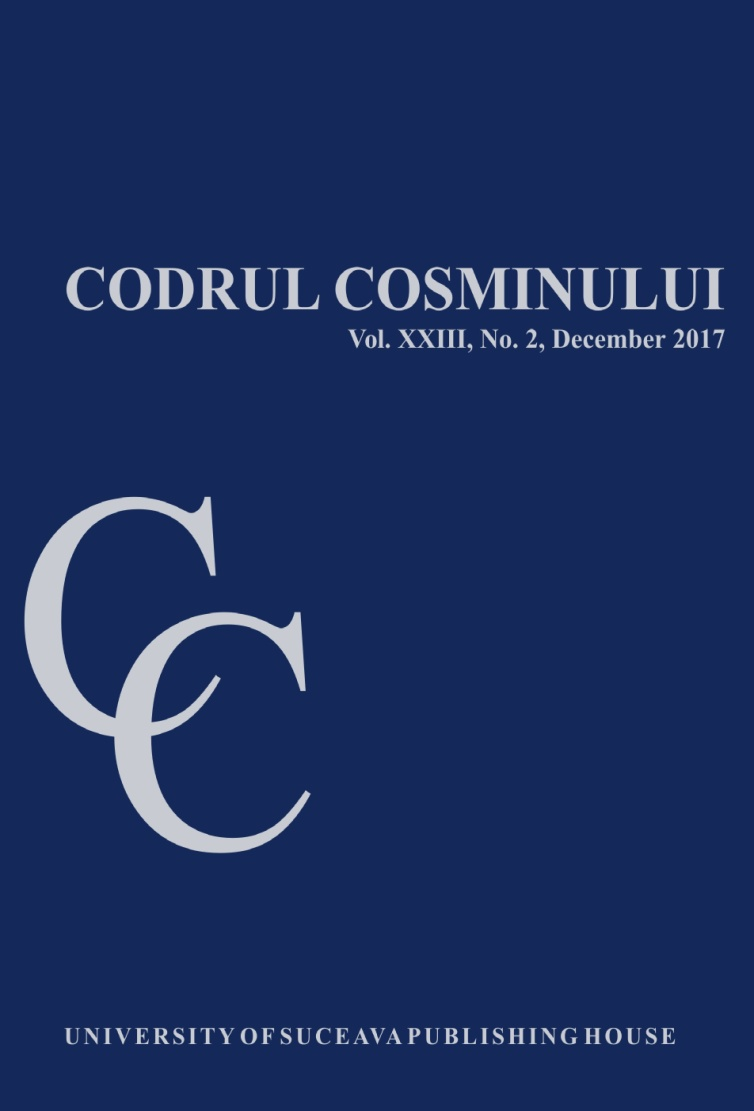 CODRUL COSMINULUI
Vol. XXIII, No. 2, December 2017
CC
UNIVERSITY OF SUCEAVA PUBLISHING HOUSE